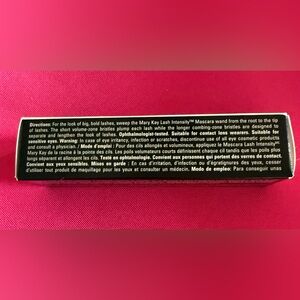 Directions: For the look of big, bold lashes, sweep the Mary Kay Lash Intensity™ Mascara wand from the root to the tip
of lashes. The short volume-zone bristles plump each lash while the longer combing-zone bristles are designed to
separate and lengthen the look of lashes. Ophthalmologist-tested. Suitable for contact lens wearers. Suitable for
sensitive eyes. Warning: In case of eye irritation, infection or scratches, discontinue use of all eye cosmetic products
and consult a physician. / Mode d'emploi : Pour des cils allongés et volumineux, appliquez le Mascara Lash Intensity™
Mary Kay de la racine à la pointe des cils. Les poils volumateurs courts définissent chaque cil tandis que les poils plus
longs séparent et allongent les cils. Testé en ophtalmologie. Convient aux personnes qui portent des verres de contact.
Convient aux yeux sensibles. Mises en garde : En cas d'irritation, d'infection ou d'égratignures des yeux, cesser
d'utiliser tout produit de maquillage pour les yeux et consulter un médecin. Modo de empleo: Para conseguir unas